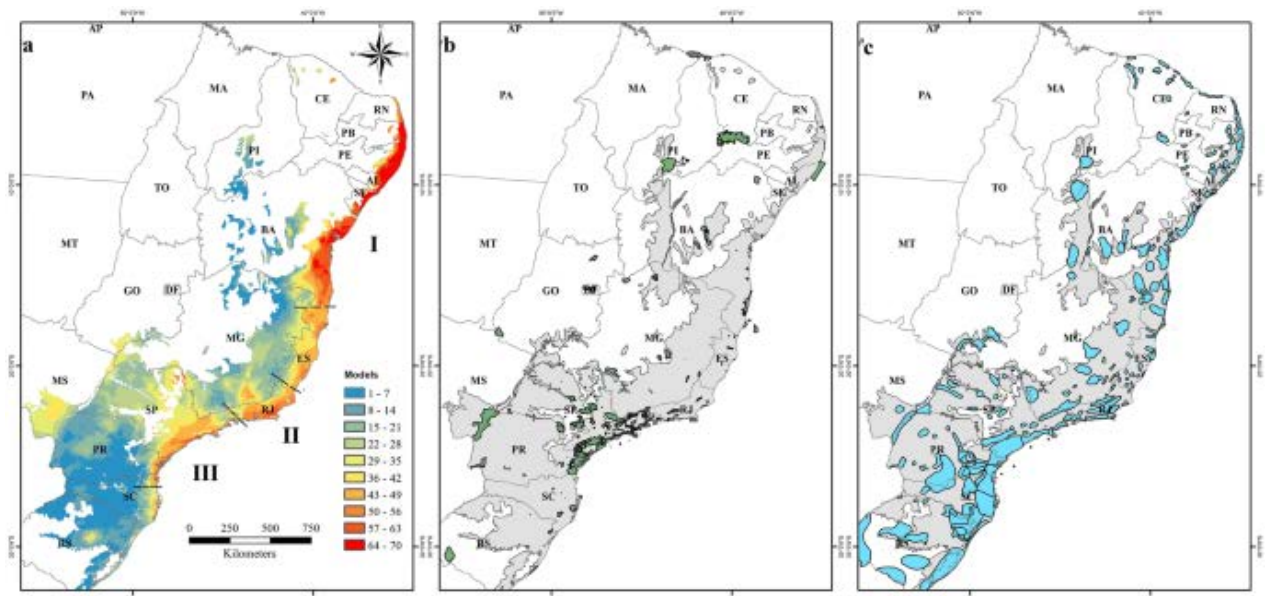 a
AP
PA
MA
CE
RN
PB
PE
PI
AL
SE
TO
BA
I
MT
GO
DF
MG
ES
MS
SP
RJ
II
PR
III
SC
RS
Models
1 - 7
8 - 14
15 - 21
22 - 28
29 - 35
36 - 42
43 - 49
50 - 56
57 - 63
64 - 70
0 250 500 750
Kilometers
b
AP
PA
MA
CE
RN
PB
PI
PE
AL
SE
TO
BA
MT
GO
MG
ES
MS
SP
RJ
PR
SC
RS
c
AP
PA
MA
CE
RN
PB
PI
PE
AL
SE
TO
BA
MT
GO
DF
MG
ES
MS
SP
RJ
PR
RS